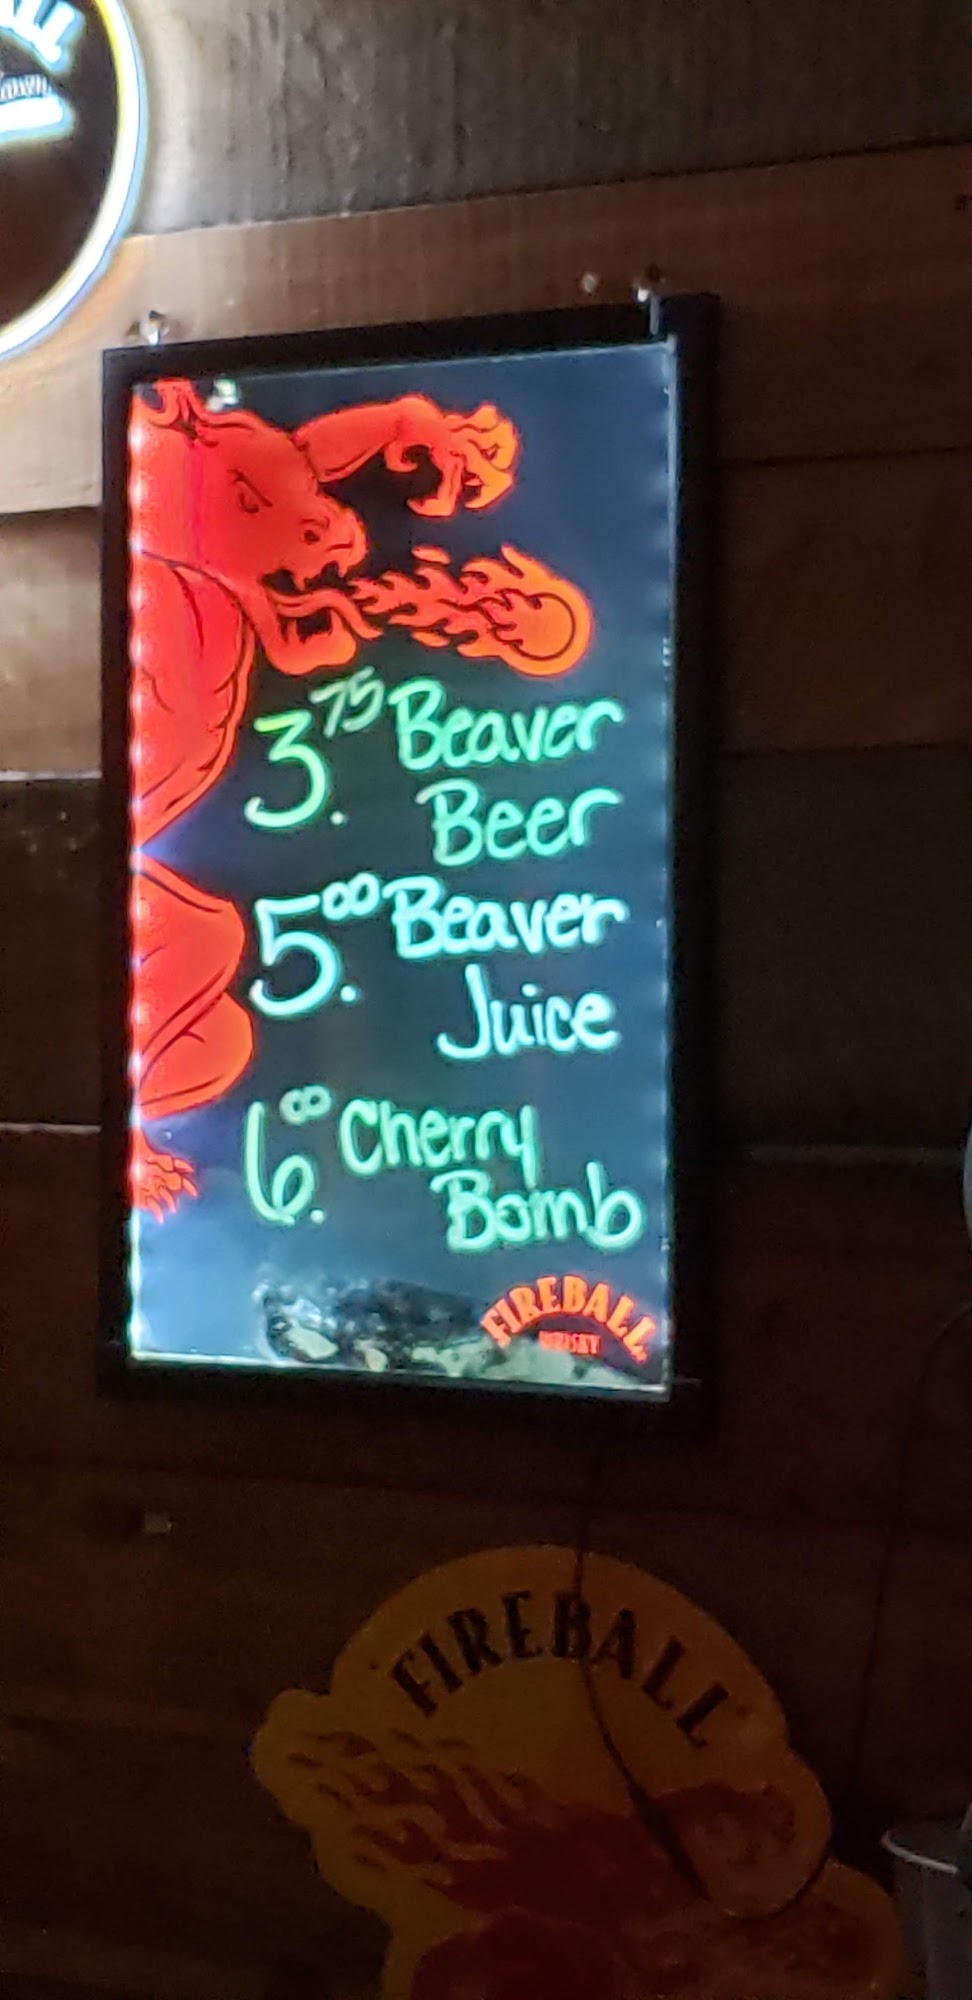 3.75 Beaver
Beer
5.00 Beaver
Juice
6.00 Cherry
Bomb
FIREBALL
WHISKY
FIREBALL